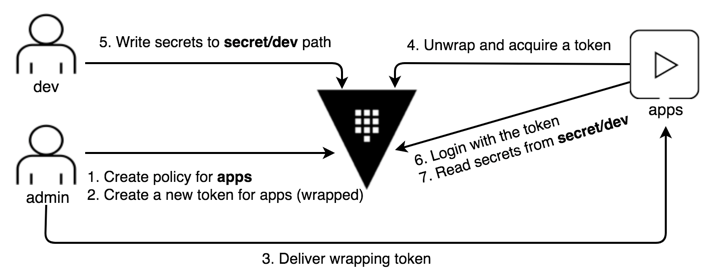 5. Write secrets to secret/dev path
4. Unwrap and acquire a token
dev
apps
6. Login with the token
7. Read secrets from secret/dev
1. Create policy for apps
2. Create a new token for apps (wrapped)
admin
3. Deliver wrapping token